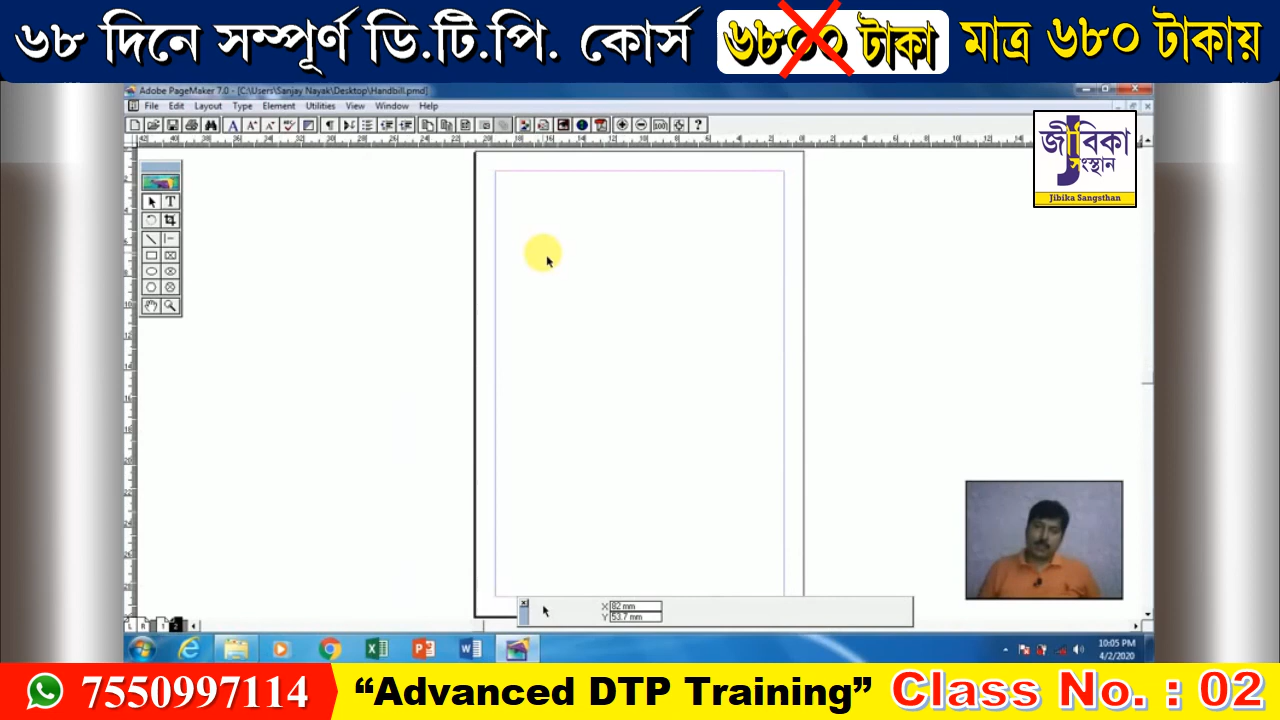 ৬৮ দিনে সম্পূর্ণ ডি.টি.পি. কোর্স ৬৮০০ টাকা মাত্র ৬৮০ টাকায়
Adobe PageMaker 7.0 - [C:\Users\Sanjay Nayak\Desktop\Handbill.pmd]
File Edit Layout Type Element Utilities View Window Help
জীবিকা
সংস্থান
Jibika Sangsthan
X 82 mm
Y 53.7 mm
L R 1 2
10:05 PM
4/2/2020
7550997114 “Advanced DTP Training” Class No. : 02